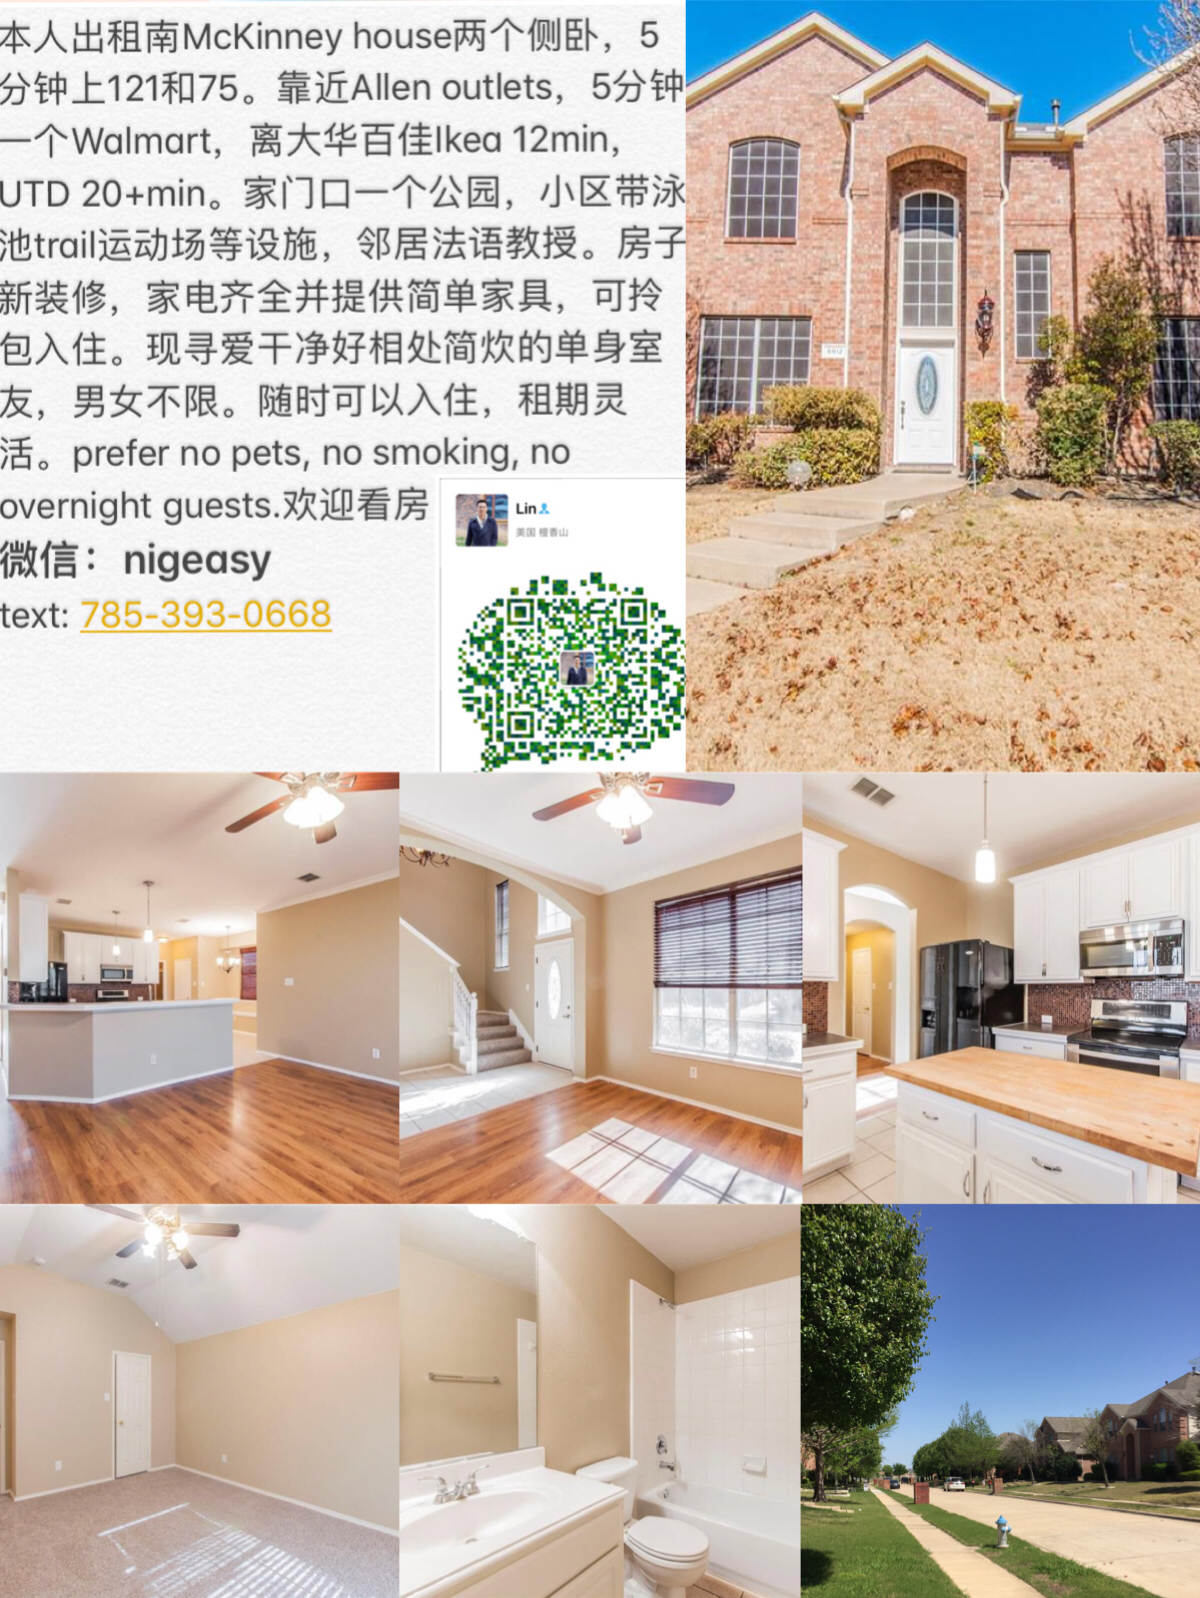 本人出租南McKinney house两个侧卧，5
分钟上121和75。靠近Allen outlets，5分钟
一个Walmart，离大华百佳Ikea 12min，
UTD 20+min。家门口一个公园，小区带泳
池trail运动场等设施，邻居法语教授。房子
新装修，家电齐全并提供简单家具，可拎
包入住。现寻爱干净好相处简炊的单身室
友，男女不限。随时可以入住，租期灵
活。prefer no pets, no smoking, no
overnight guests.欢迎看房
微信：nigeasy
text: 785-393-0668
Lin
美国 檀香山